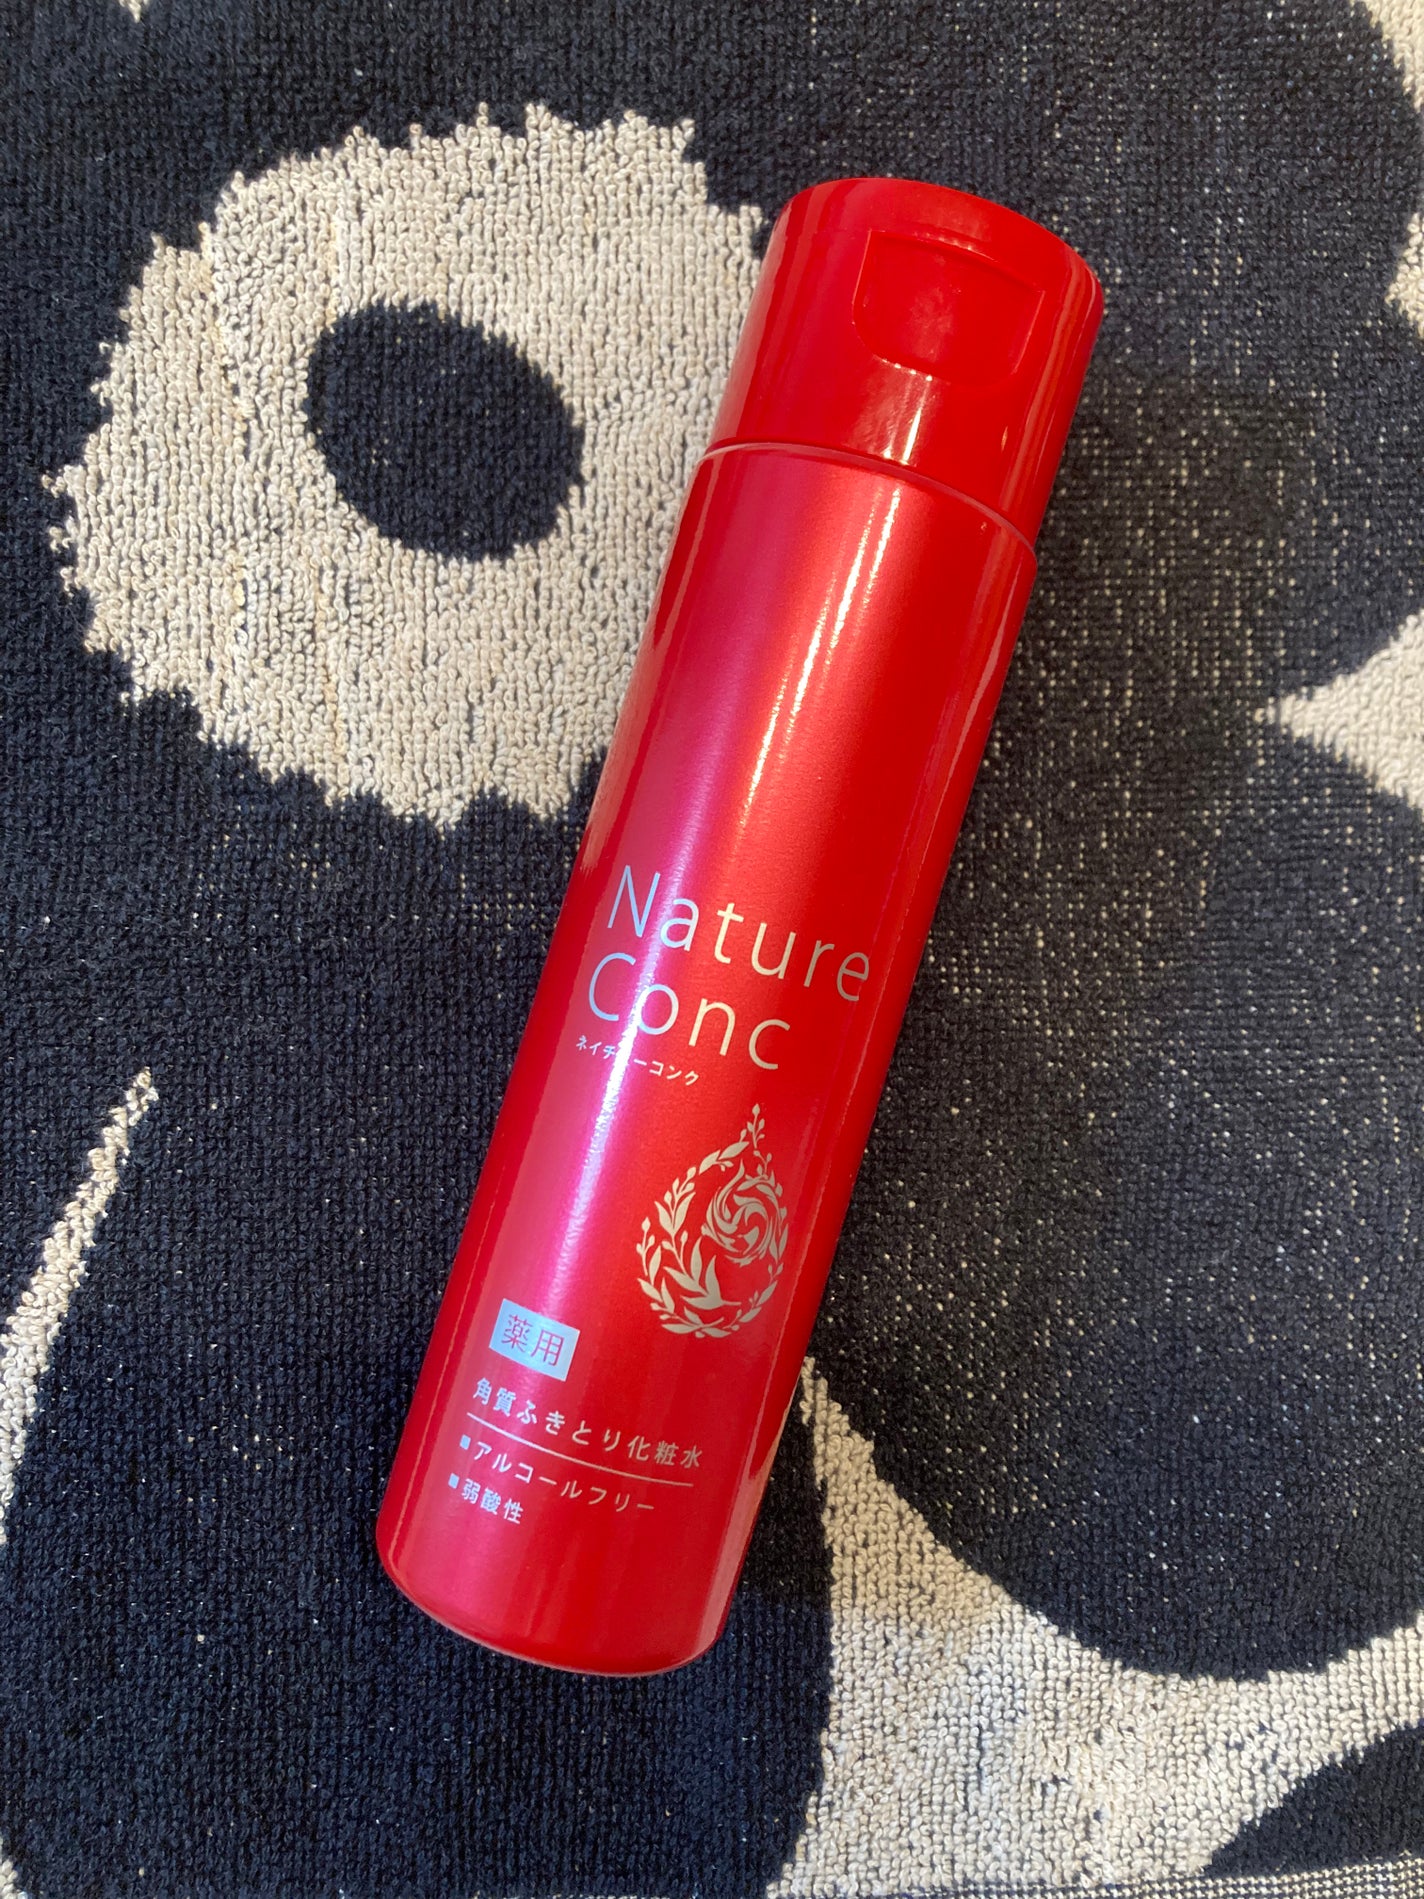 Nature
Conc
ネイチャーコンク
薬用
角質ふきとり化粧水
■アルコールフリー
■弱酸性